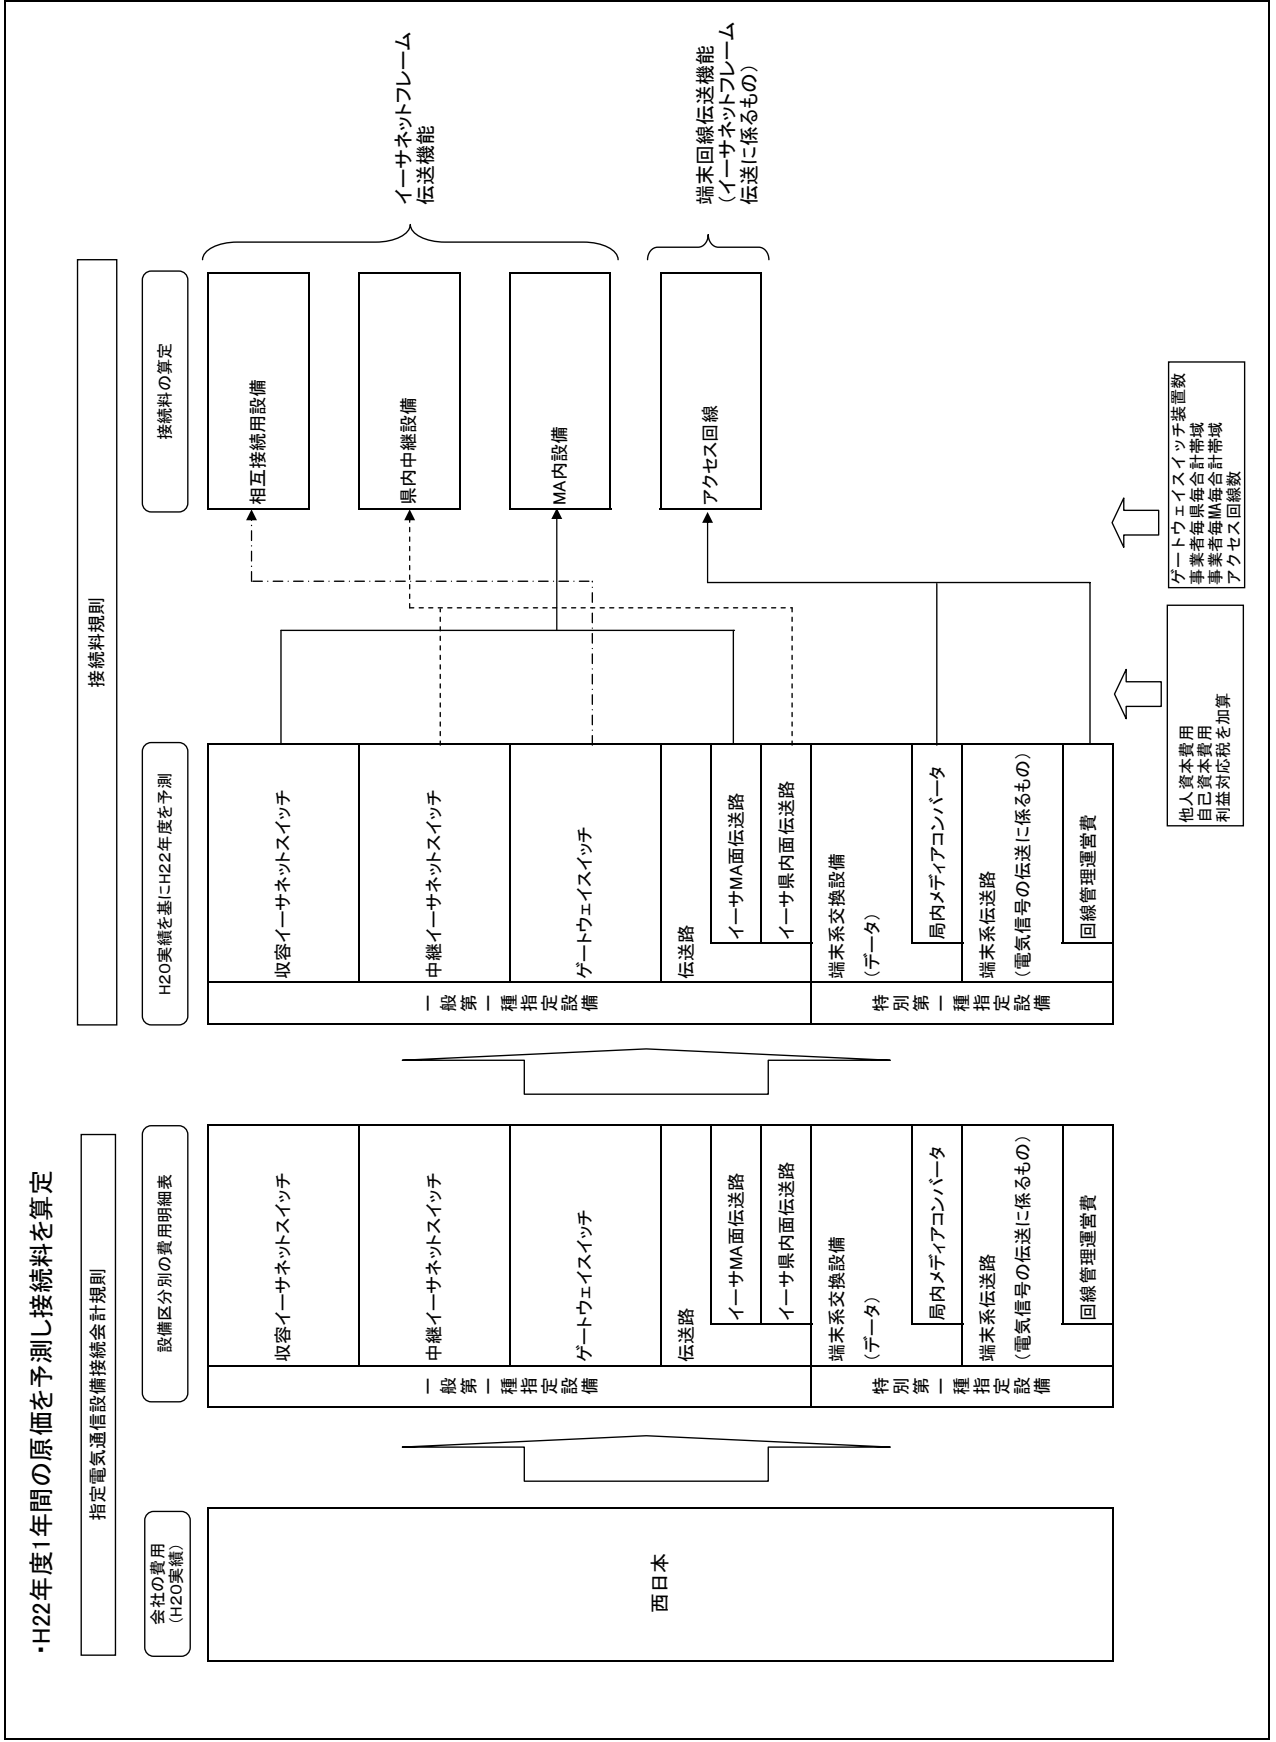 ・H22年度1年間の原価を予測し接続料を算定
指定電気通信設備接続会計規則
接続料規則
会社の費用
(H20実績)
設備区分別の費用明細表
H20実績を基にH22年度を予測
接続料の算定
西日本
一般第一種指定設備
収容イーサネットスイッチ
中継イーサネットスイッチ
ゲートウェイスイッチ
伝送路
イーサMA面伝送路
イーサ県内面伝送路
特別第一種指定設備
端末系交換設備
(データ)
局内メディアコンバータ
端末系伝送路
(電気信号の伝送に係るもの)
回線管理運営費
一般第一種指定設備
収容イーサネットスイッチ
中継イーサネットスイッチ
ゲートウェイスイッチ
伝送路
イーサMA面伝送路
イーサ県内面伝送路
特別第一種指定設備
端末系交換設備
(データ)
局内メディアコンバータ
端末系伝送路
(電気信号の伝送に係るもの)
回線管理運営費
相互接続用設備
県内中継設備
MA内設備
アクセス回線
イーサネットフレーム
伝送機能
端末回線伝送機能
(イーサネットフレーム
伝送に係るもの)
他人資本費用
自己資本費用
利益対応税を加算
ゲートウェイスイッチ装置数
事業者毎県毎合計帯域
事業者毎MA毎合計帯域
アクセス回線数